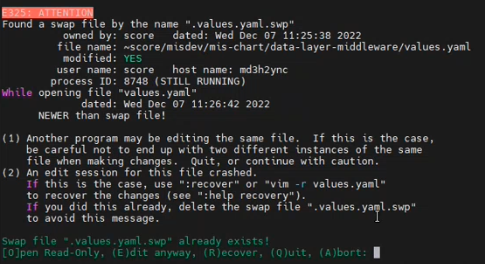 E325: ATTENTION
Found a swap file by the name ".values.yaml.swp"
owned by: score   dated: Wed Dec 07 11:25:38 2022
file name: ~score/misdev/mis-chart/data-layer-middleware/values.yaml
modified: YES
user name: score   host name: md3h2ync
process ID: 8748 (STILL RUNNING)
While opening file "values.yaml"
dated: Wed Dec 07 11:26:42 2022
NEWER than swap file!
(1) Another program may be editing the same file.  If this is the case,
be careful not to end up with two different instances of the same
file when making changes.  Quit, or continue with caution.
(2) An edit session for this file crashed.
If this is the case, use ":recover" or "vim -r values.yaml"
to recover the changes (see ":help recovery").
If you did this already, delete the swap file ".values.yaml.swp"
to avoid this message.
Swap file ".values.yaml.swp" already exists!
[O]pen Read-Only, (E)dit anyway, (R)ecover, (Q)uit, (A)bort: